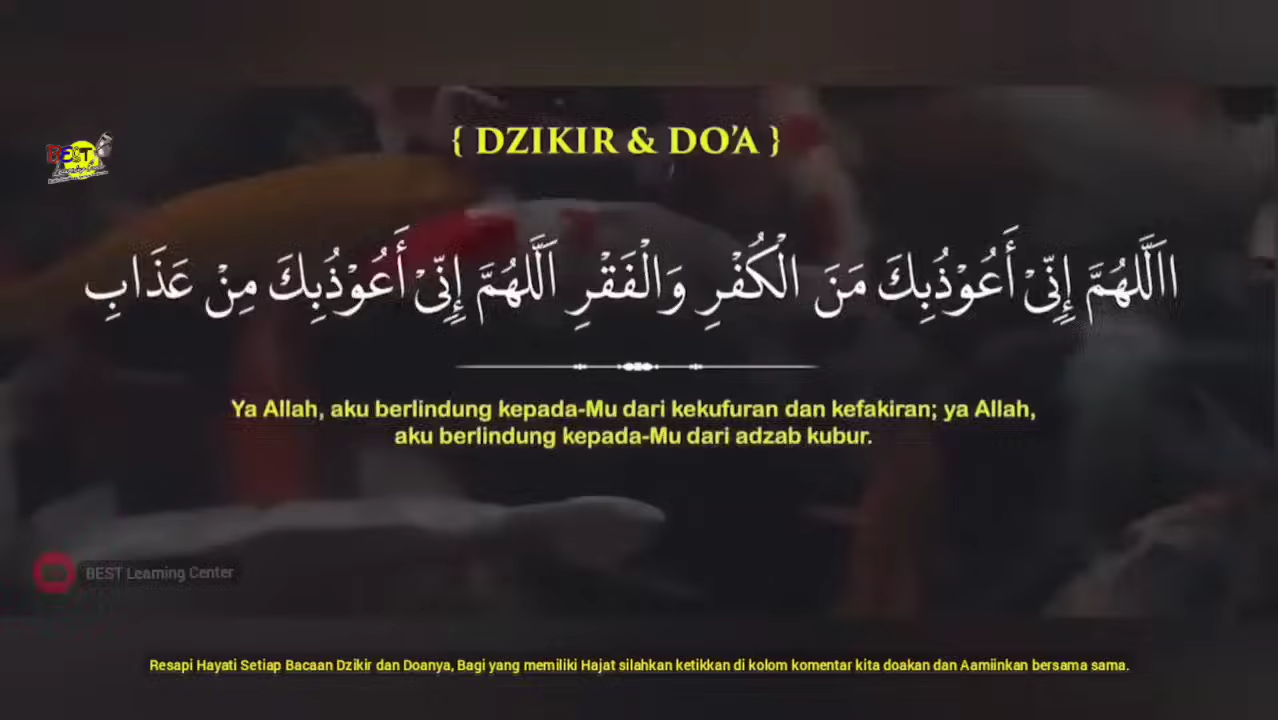 { DZIKIR & DO’A }
BEST
ااَللَّهُمَّ إِنِّيْ أَعُوْذُبِكَ مَنَ الْكُفْرِ وَالْفَقْرِ اَللَّهُمَّ إِنِّيْ أَعُوْذُبِكَ مِنْ عَذَابِ
Ya Allah, aku berlindung kepada-Mu dari kekufuran dan kefakiran; ya Allah,
aku berlindung kepada-Mu dari adzab kubur.
BEST Learning Center
Resapi Hayati Setiap Bacaan Dzikir dan Doanya, Bagi yang memiliki Hajat silahkan ketikkan di kolom komentar kita doakan dan Aamiinkan bersama sama.